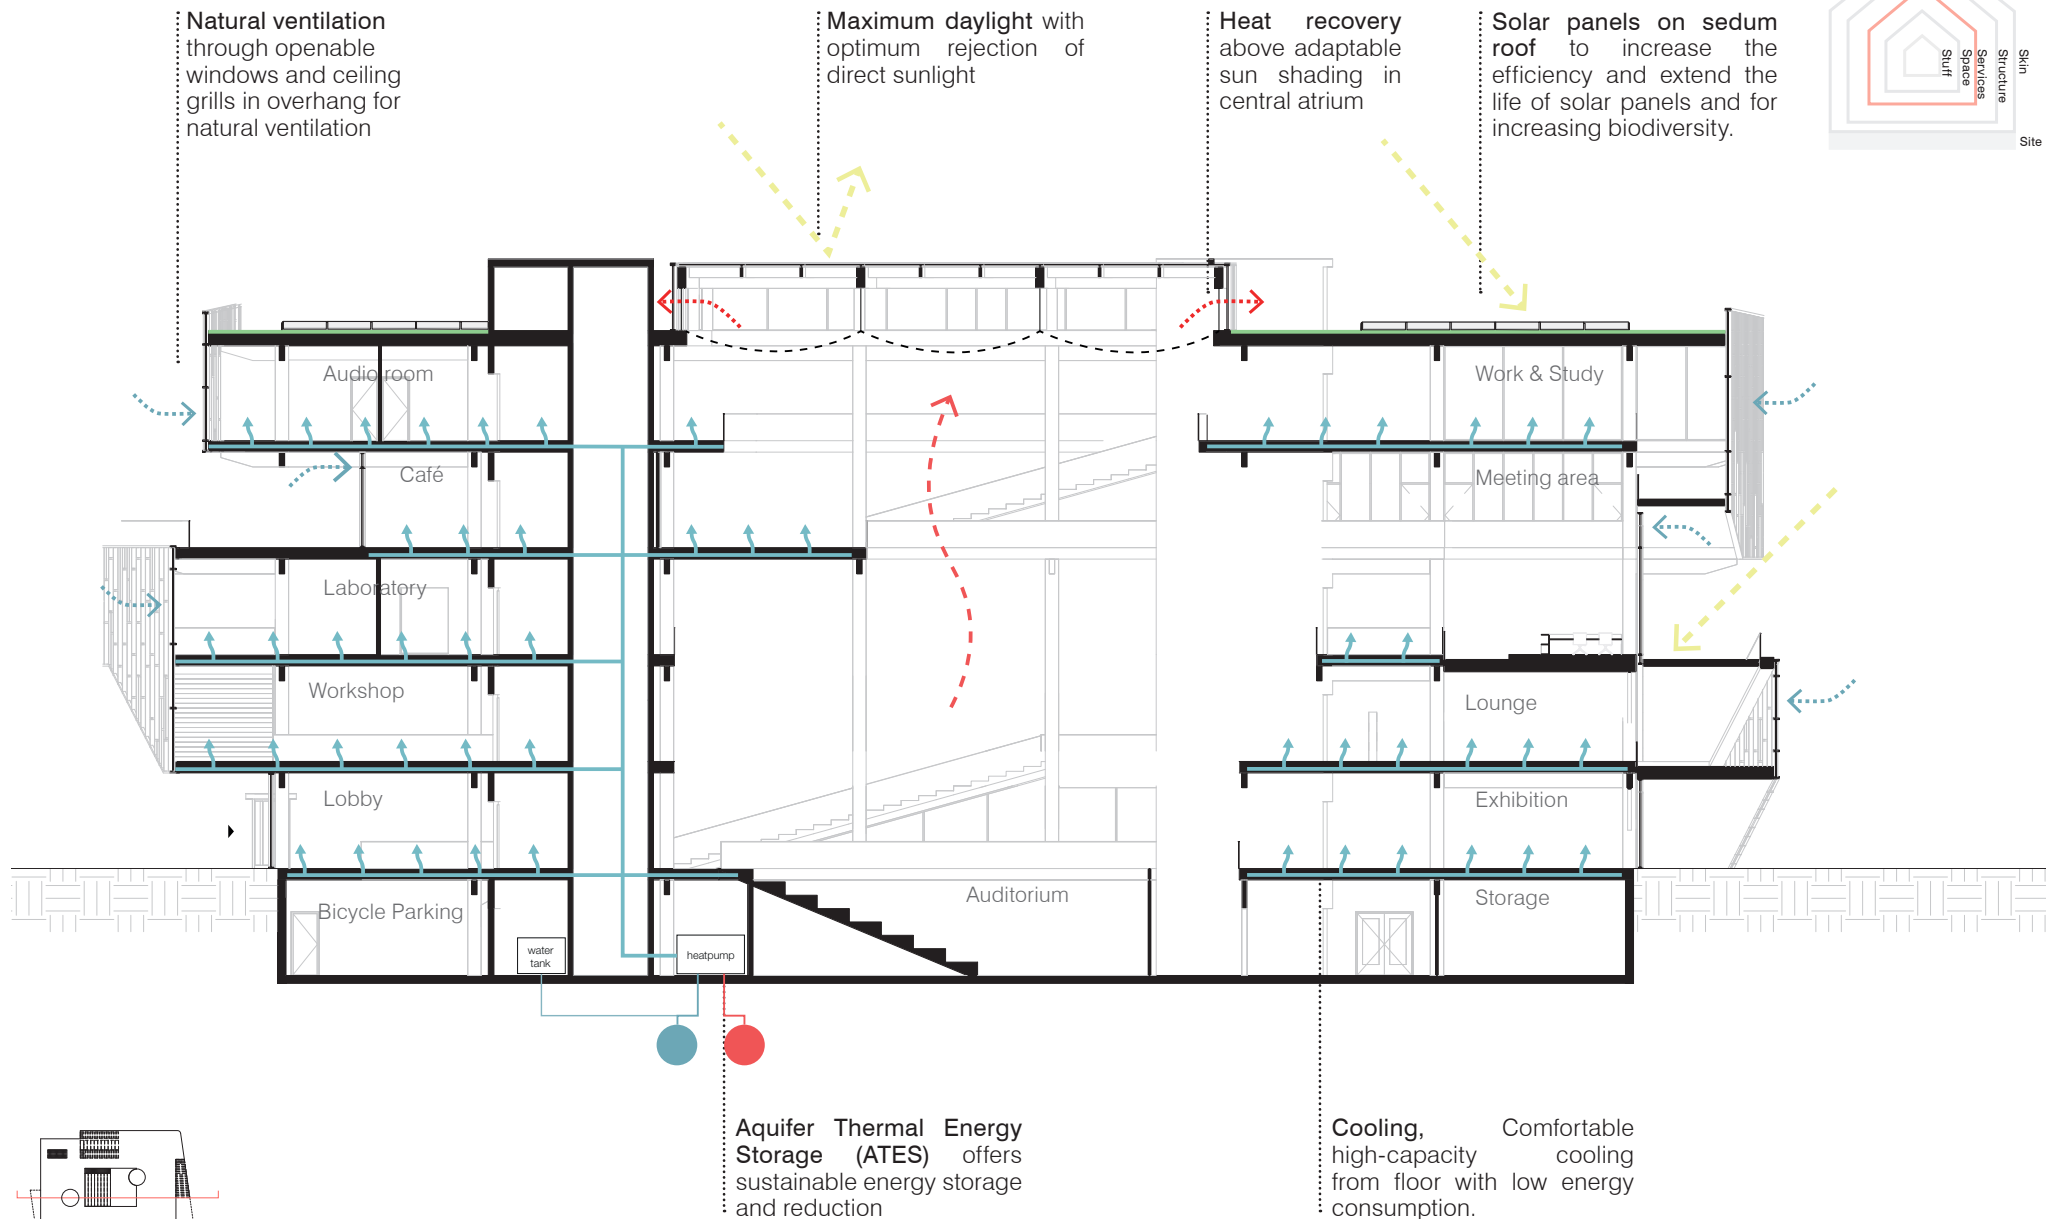 Natural ventilation
through openable
windows and ceiling
grills in overhang for
natural ventilation
Maximum daylight with
optimum rejection of
direct sunlight
Heat recovery
above adaptable
sun shading in
central atrium
Solar panels on sedum
roof to increase the
efficiency and extend the
life of solar panels and for
increasing biodiversity.
Stuff
Space
Services
Structure
Skin
Site
Audio room
Work & Study
Café
Meeting area
Laboratory
Workshop
Lounge
Lobby
Exhibition
Bicycle Parking
Auditorium
Storage
water
tank
heatpump
Aquifer Thermal Energy
Storage (ATES) offers
sustainable energy storage
and reduction
Cooling, Comfortable
high-capacity cooling
from floor with low energy
consumption.